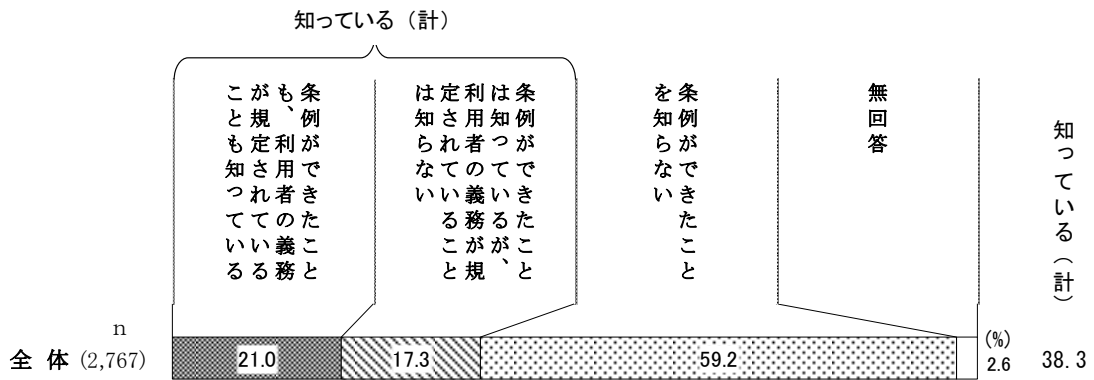 知っている（計）
条例ができたこと
も、利用者の義務
が規定されている
ことも知っている
条例ができたこと
は知っているが、
利用者の義務が規
定されていること
は知らない
条例ができたこと
を知らない
無回答
知っている（計）
n
(%)
全 体 (2,767)
21.0
17.3
59.2
2.6
38.3